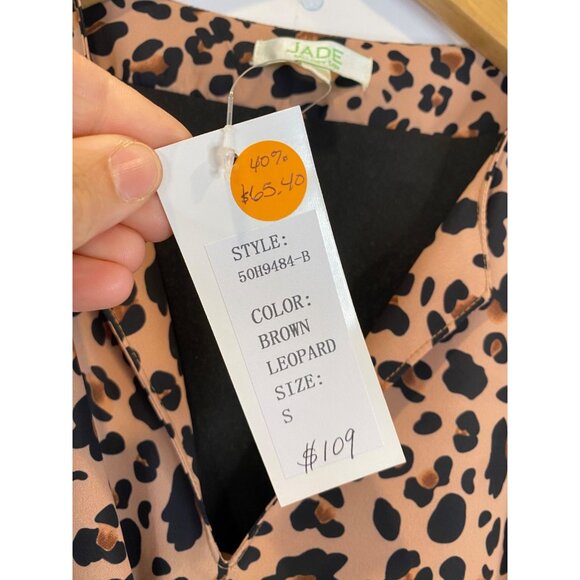 JADE
40%
$65.40
STYLE:
50H9484-B
COLOR:
BROWN
LEOPARD
SIZE:
S
$109